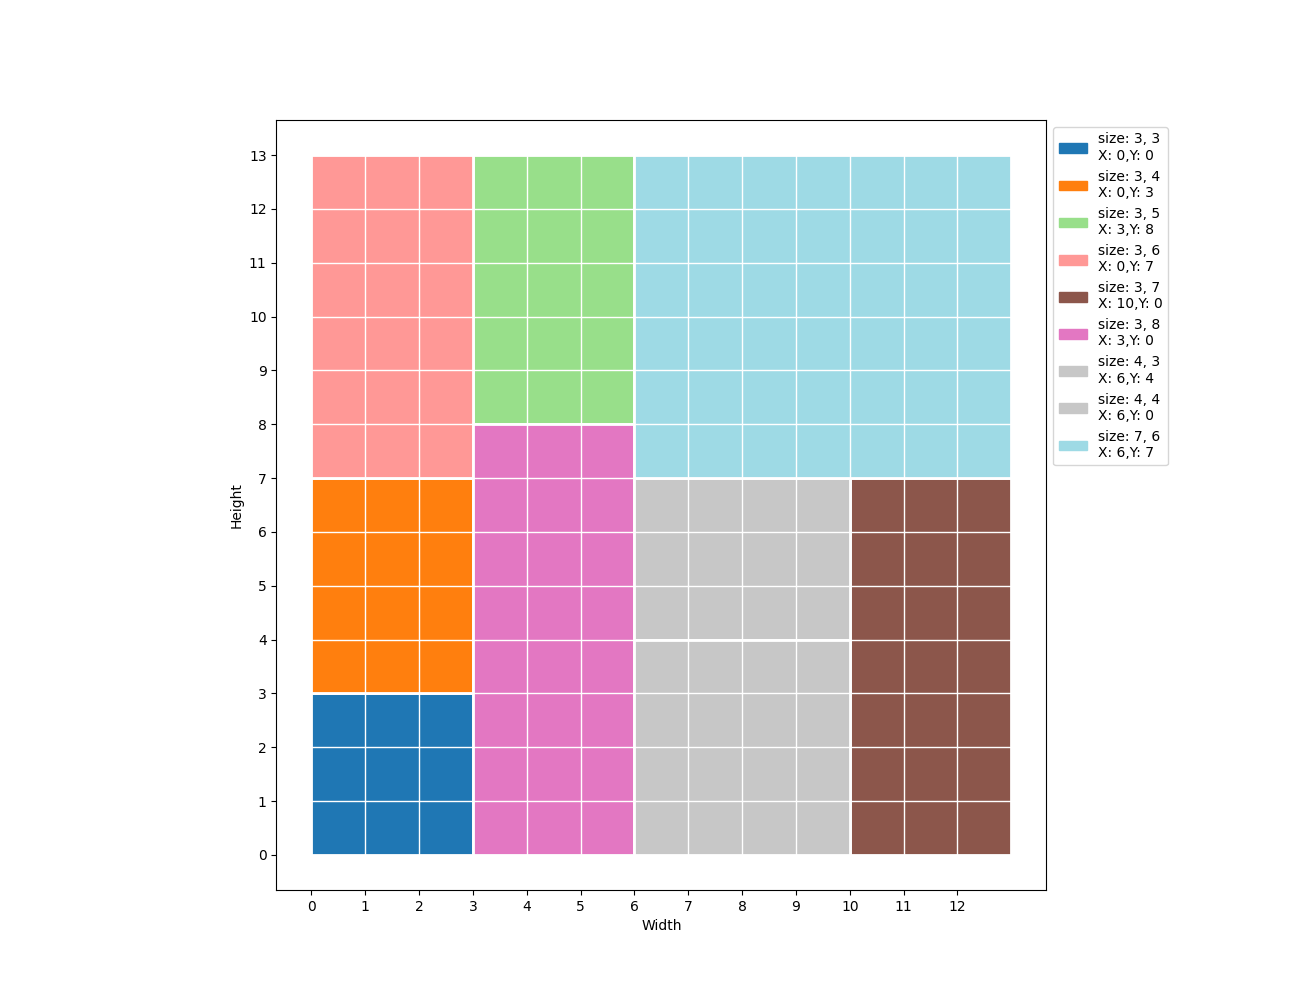 13
12
11
10
9
8
7
6
5
4
3
2
1
0
Height
0 1 2 3 4 5 6 7 8 9 10 11 12
Width
size: 3, 3
X: 0,Y: 0
size: 3, 4
X: 0,Y: 3
size: 3, 5
X: 3,Y: 8
size: 3, 6
X: 0,Y: 7
size: 3, 7
X: 10,Y: 0
size: 3, 8
X: 3,Y: 0
size: 4, 3
X: 6,Y: 4
size: 4, 4
X: 6,Y: 0
size: 7, 6
X: 6,Y: 7